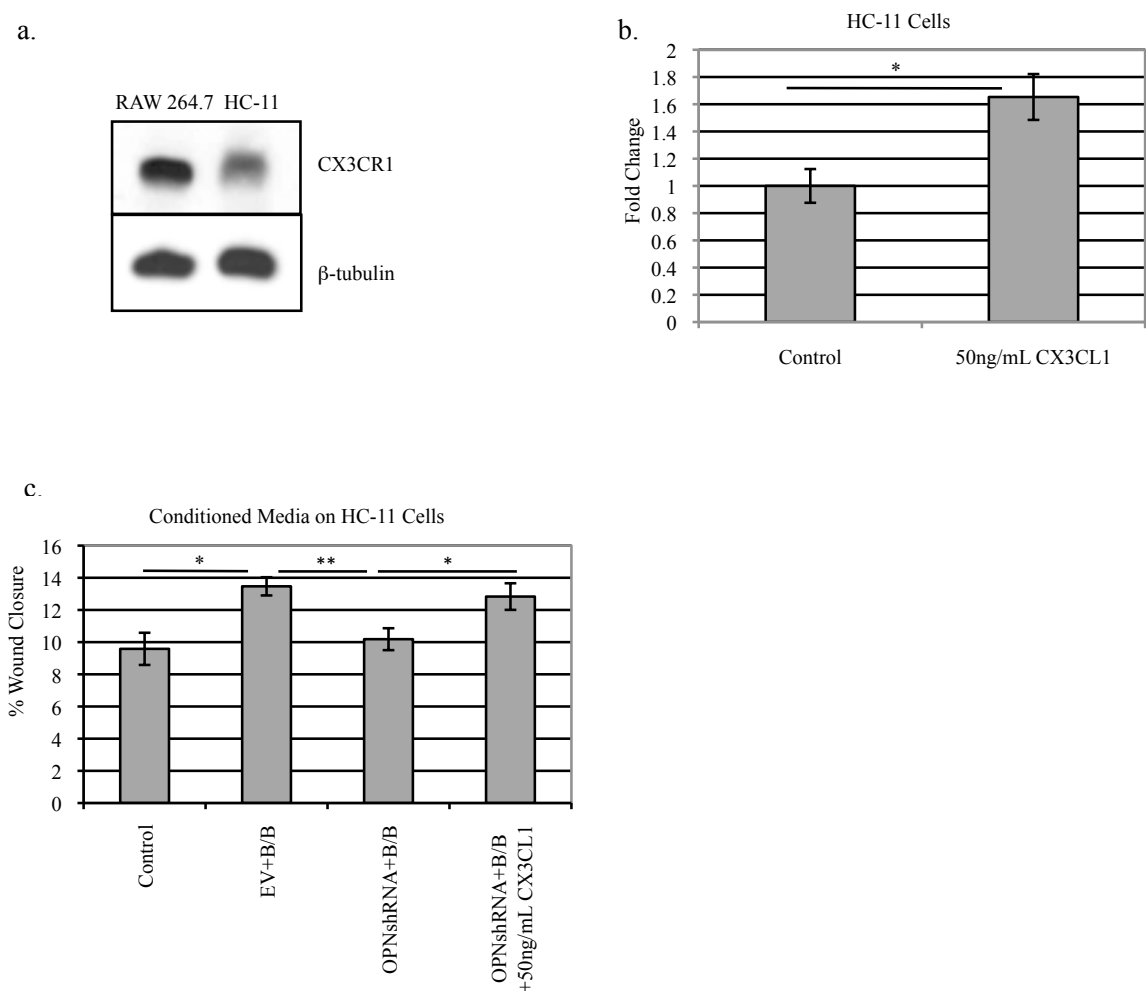 a.
RAW 264.7 HC-11
CX3CR1
β-tubulin
b.
HC-11 Cells
Fold Change
2
1.8
1.6
1.4
1.2
1
0.8
0.6
0.4
0.2
0
*
Control
50ng/mL CX3CL1
c.
Conditioned Media on HC-11 Cells
% Wound Closure
16
14
12
10
8
6
4
2
0
*
**
*
Control
EV+B/B
OPNshRNA+B/B
OPNshRNA+B/B
+50ng/mL CX3CL1